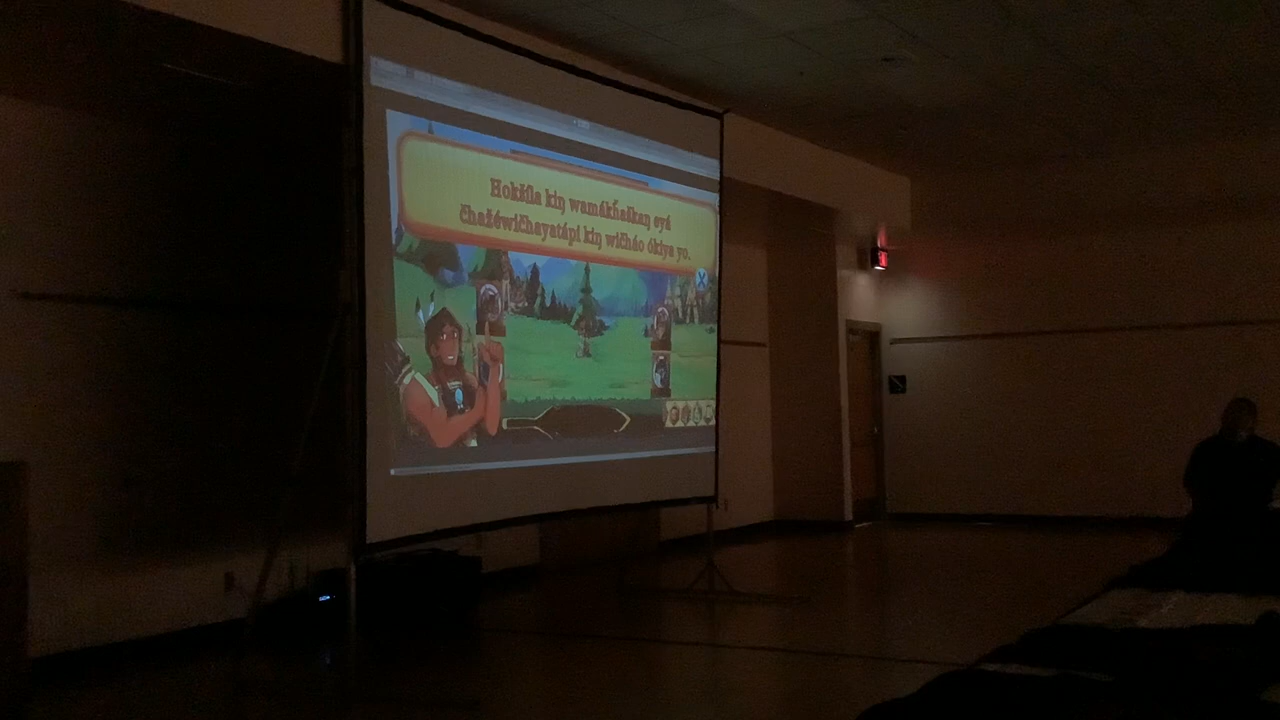 Hokšíla kiŋ wamákȟaškaŋ eyá
čhažéwičhayatápi kiŋ wičháo ókiya yo.